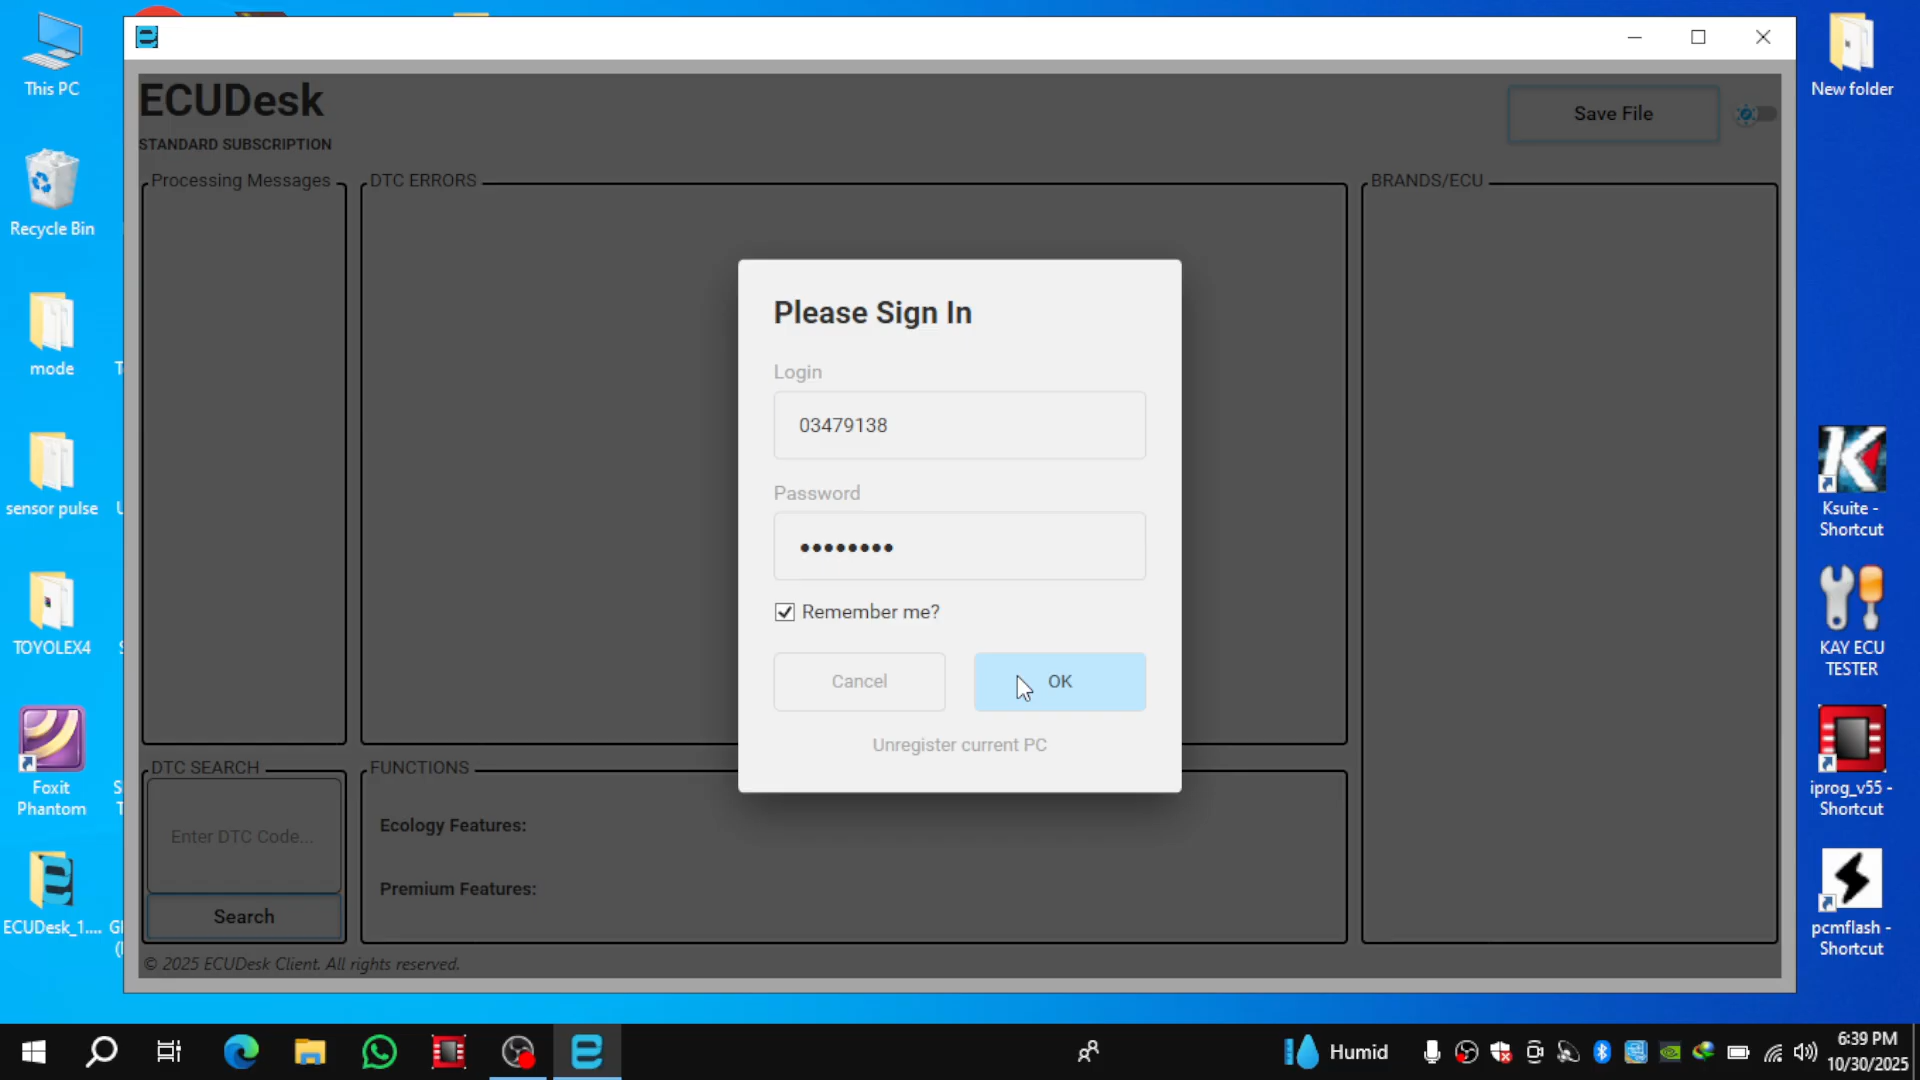 This PC
Recycle Bin
mode
sensor pulse
TOYOLEX4
Foxit
Phantom
ECUDesk_1....
ECUDesk
STANDARD SUBSCRIPTION
Save File
Processing Messages
DTC ERRORS
BRANDS/ECU
Please Sign In
Login
03479138
Password
••••••••
Remember me?
Cancel
OK
Unregister current PC
DTC SEARCH
Enter DTC Code...
Search
FUNCTIONS
Ecology Features:
Premium Features:
© 2025 ECUDesk Client. All rights reserved.
New folder
Ksuite -
Shortcut
KAY ECU
TESTER
iprog_v55 -
Shortcut
pcmflash -
Shortcut
Humid
6:39 PM
10/30/2025